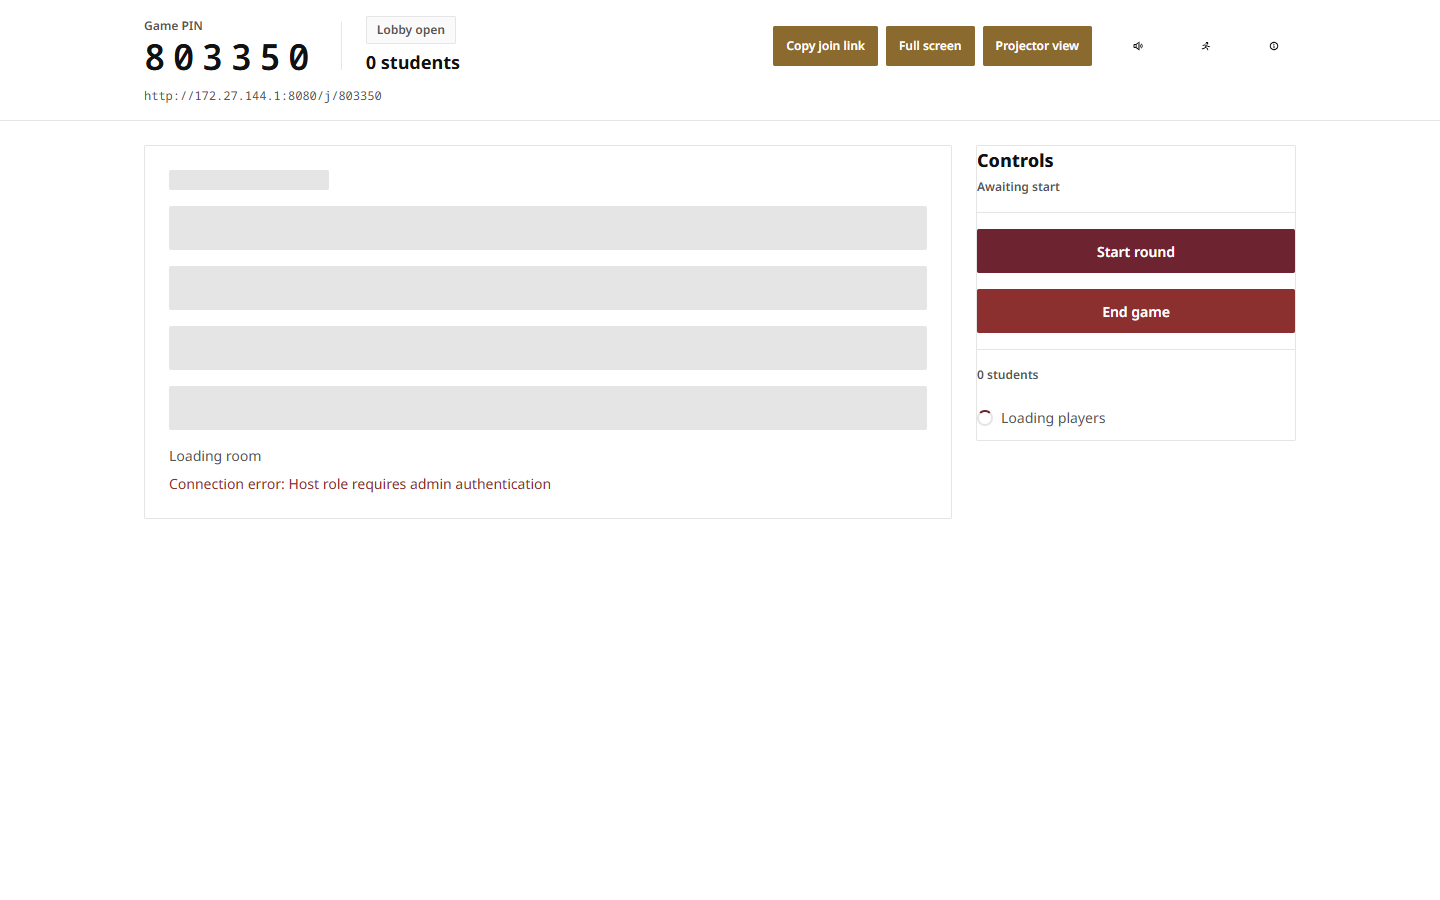 Game PIN
803350
http://172.27.144.1:8080/j/803350
Lobby open
0 students
Copy join link
Full screen
Projector view
Loading room
Connection error: Host role requires admin authentication
Controls
Awaiting start
Start round
End game
0 students
Loading players